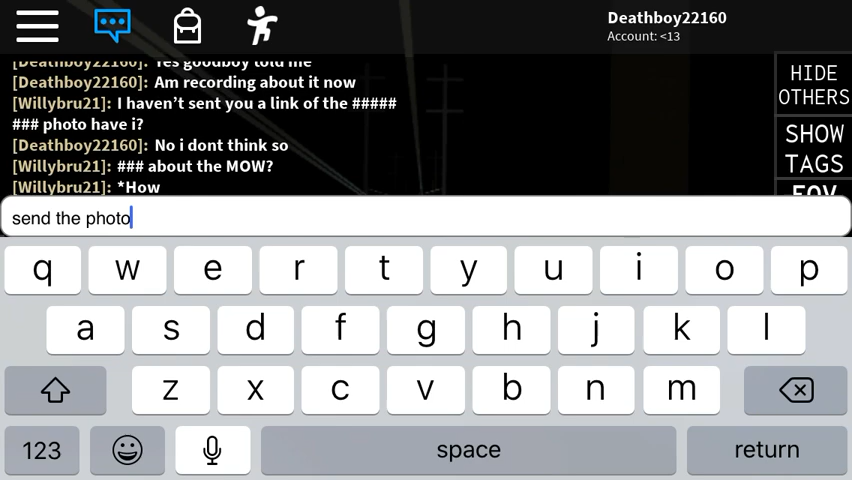 Deathboy22160
Account: <13
[Deathboy22160]: Yes goodboy told me
[Deathboy22160]: Am recording about it now
[Willybru21]: I haven't sent you a link of the #####
### photo have i?
[Deathboy22160]: No i dont think so
[Willybru21]: ### about the MOW?
[Willybru21]: *How
HIDE
OTHERS
SHOW
TAGS
FOV
send the photo
q w e r t y u i o p
a s d f g h j k l
z x c v b n m
123 space return